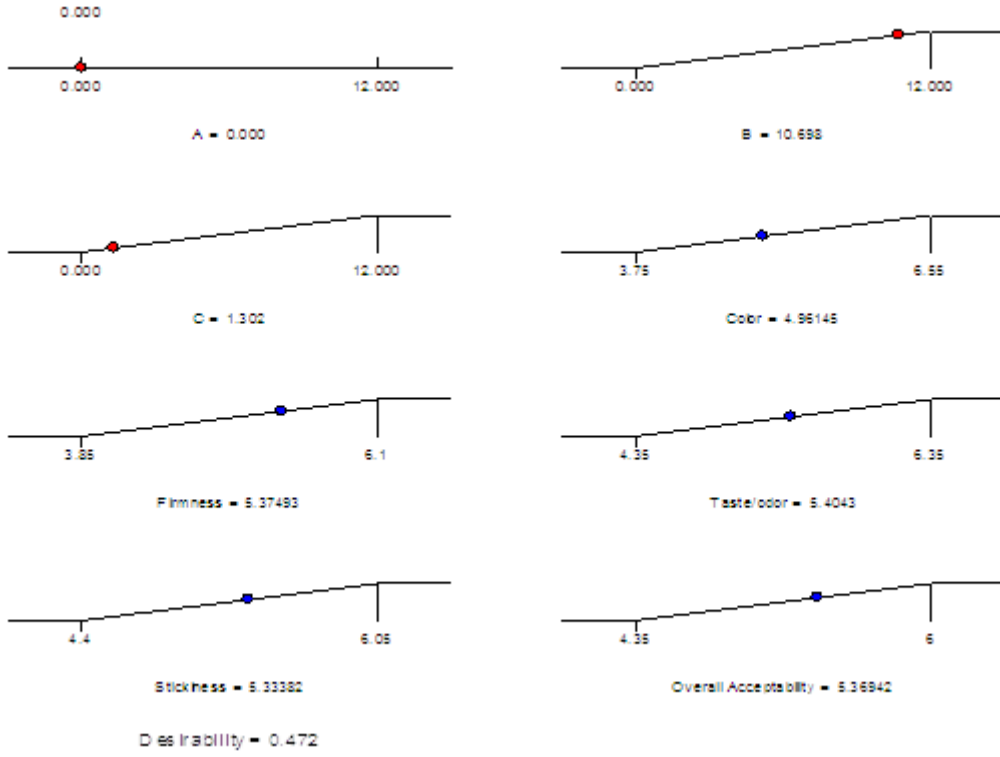 0.000
0.000 12.000
A = 0.000
0.000 12.000
B = 10.698
0.000 12.000
C = 1.302
3.75 6.55
Color = 4.96145
3.85 6.1
Firmness = 5.37493
4.35 6.35
Taste/odor = 5.4043
4.4 6.05
Stickiness = 5.33382
4.35 6
Overall Acceptability = 5.36942
Desirability = 0.472